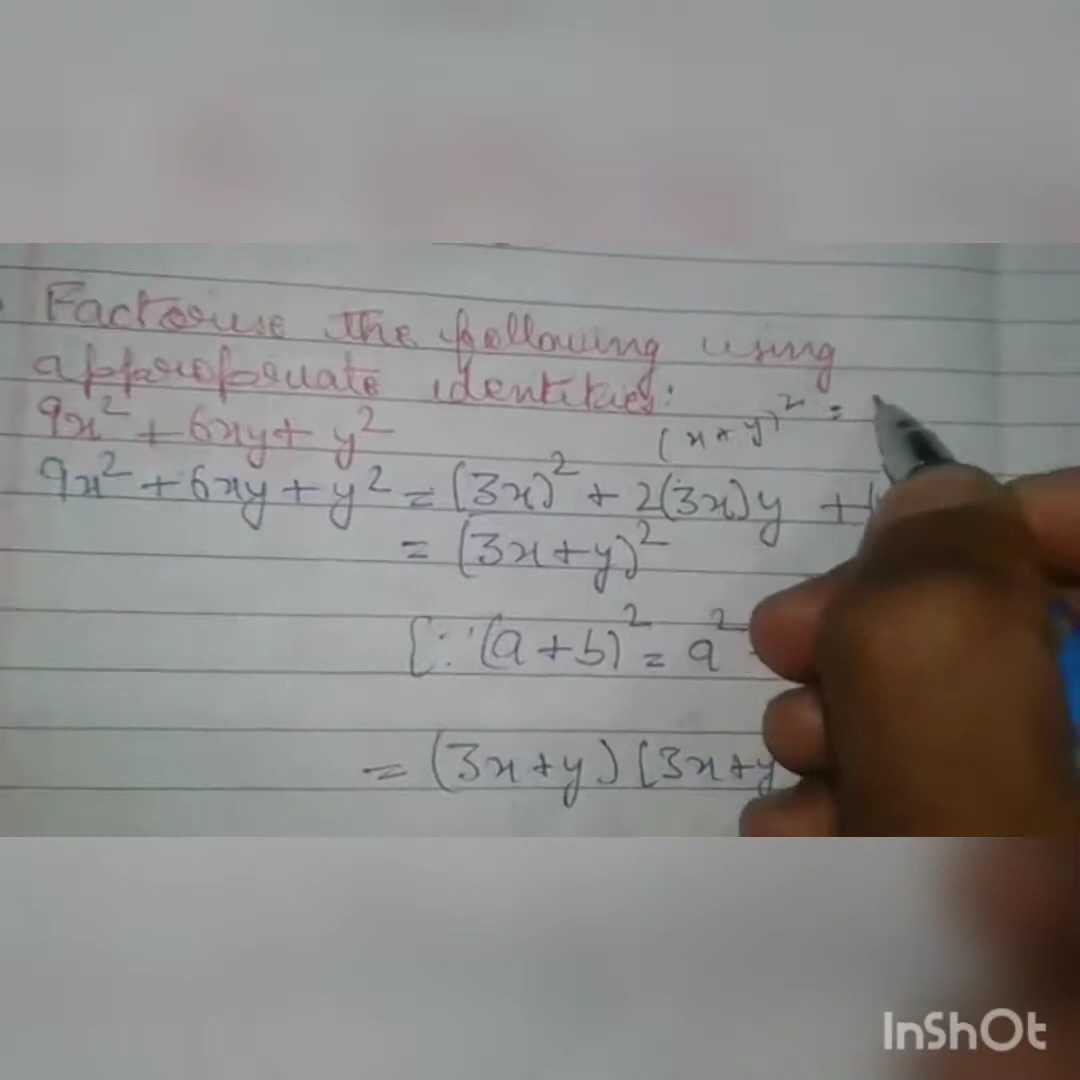 Factorise the following using
appropriate identities:
9x² + 6xy + y²
(x + y)² =
9x² + 6xy + y² = (3x)² + 2(3x)y +
= (3x + y)²
[∵ (a + b)² = a²
= (3x + y) (3x + y
InShOt